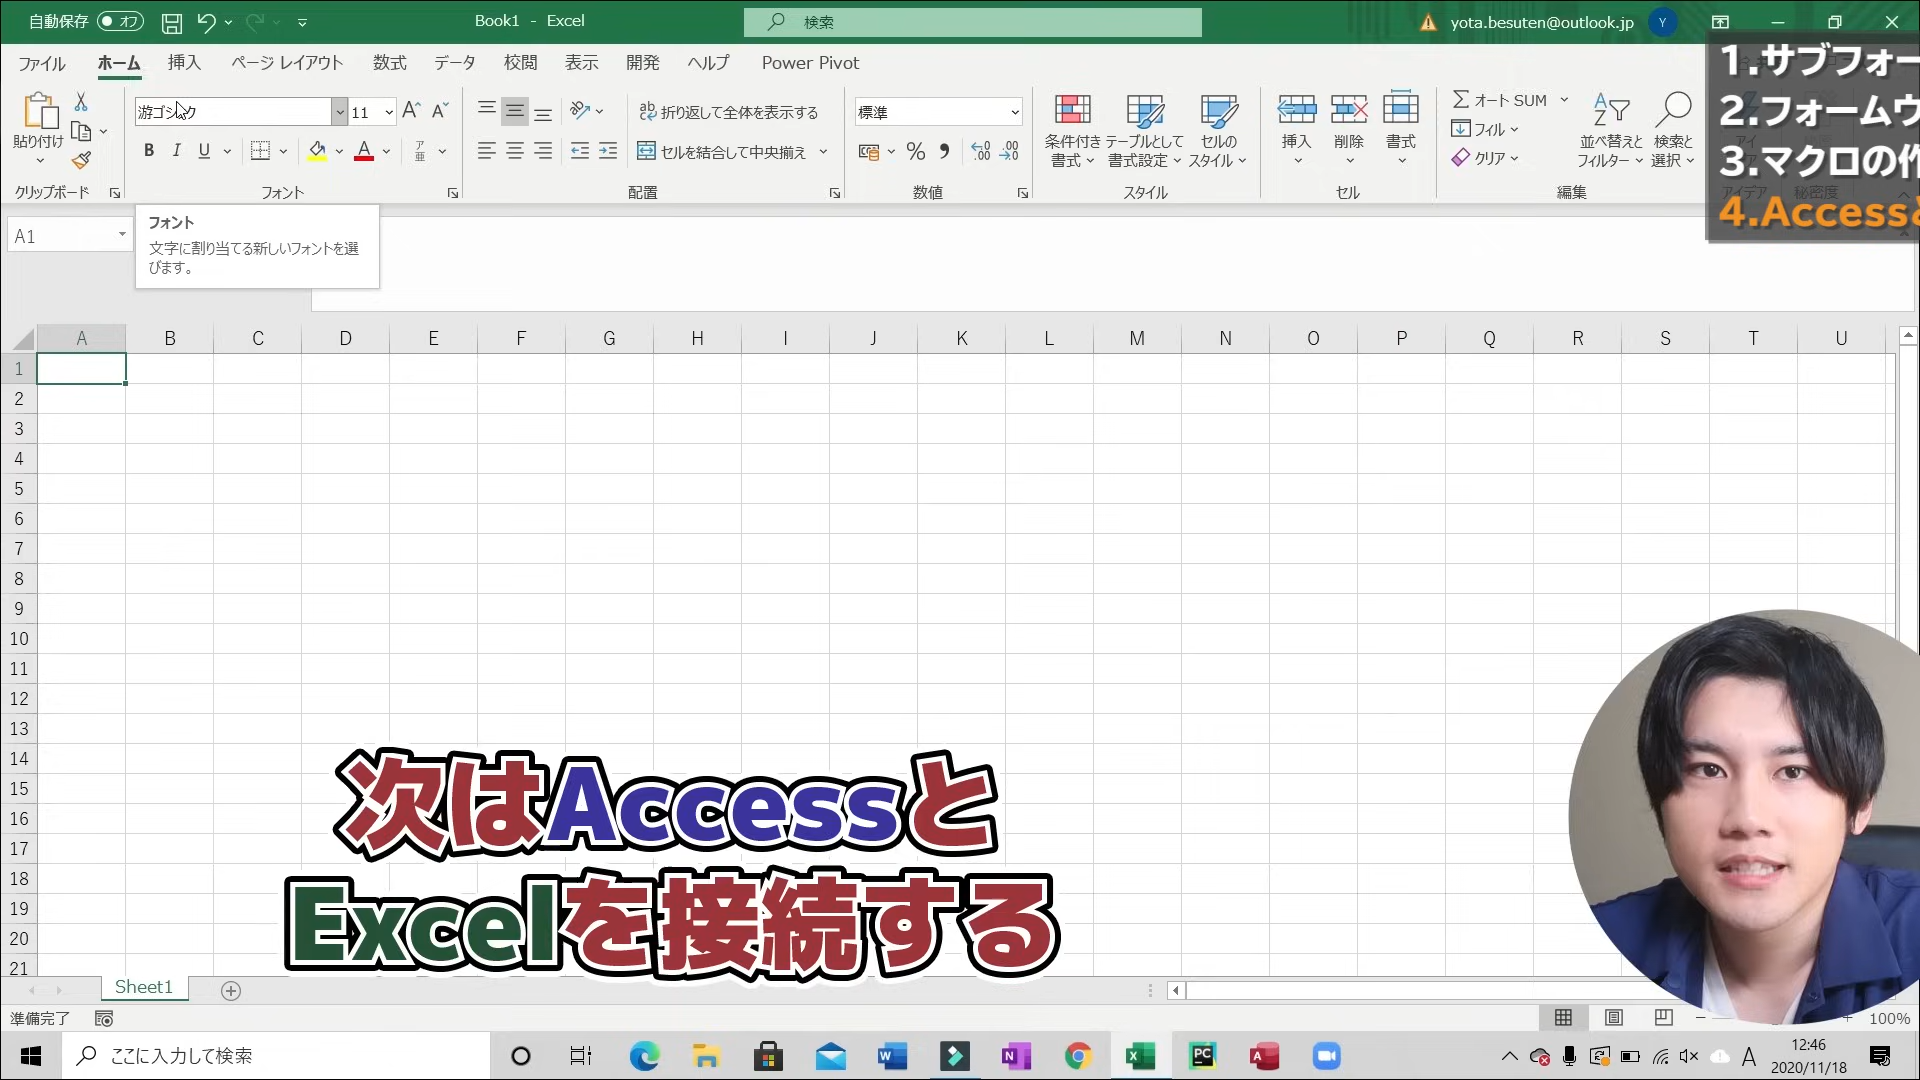 自動保存 オフ
Book1 - Excel
検索
yota.besuten@outlook.jp
Y
ファイル ホーム 挿入 ページ レイアウト 数式 データ 校閲 表示 開発 ヘルプ Power Pivot
1.サブフォー
2.フォームウ
3.マクロの作
4.Access
貼り付け
クリップボード
游ゴシック
11
B I U
フォント
折り返して全体を表示する
セルを結合して中央揃え
配置
標準
数値
条件付き
書式
テーブルとして
書式設定
セルの
スタイル
スタイル
挿入
削除
書式
セル
オート SUM
フィル
クリア
並べ替えと
フィルター
検索と
選択
編集
アイデア
秘密度
A1
フォント
文字に割り当てる新しいフォントを選
びます。
A B C D E F G H I J K L M N O P Q R S T U
1
2
3
4
5
6
7
8
9
10
11
12
13
14
15
16
17
18
19
20
21
次はAccessと
Excelを接続する
Sheet1
準備完了
100%
ここに入力して検索
A
12:46
2020/11/18